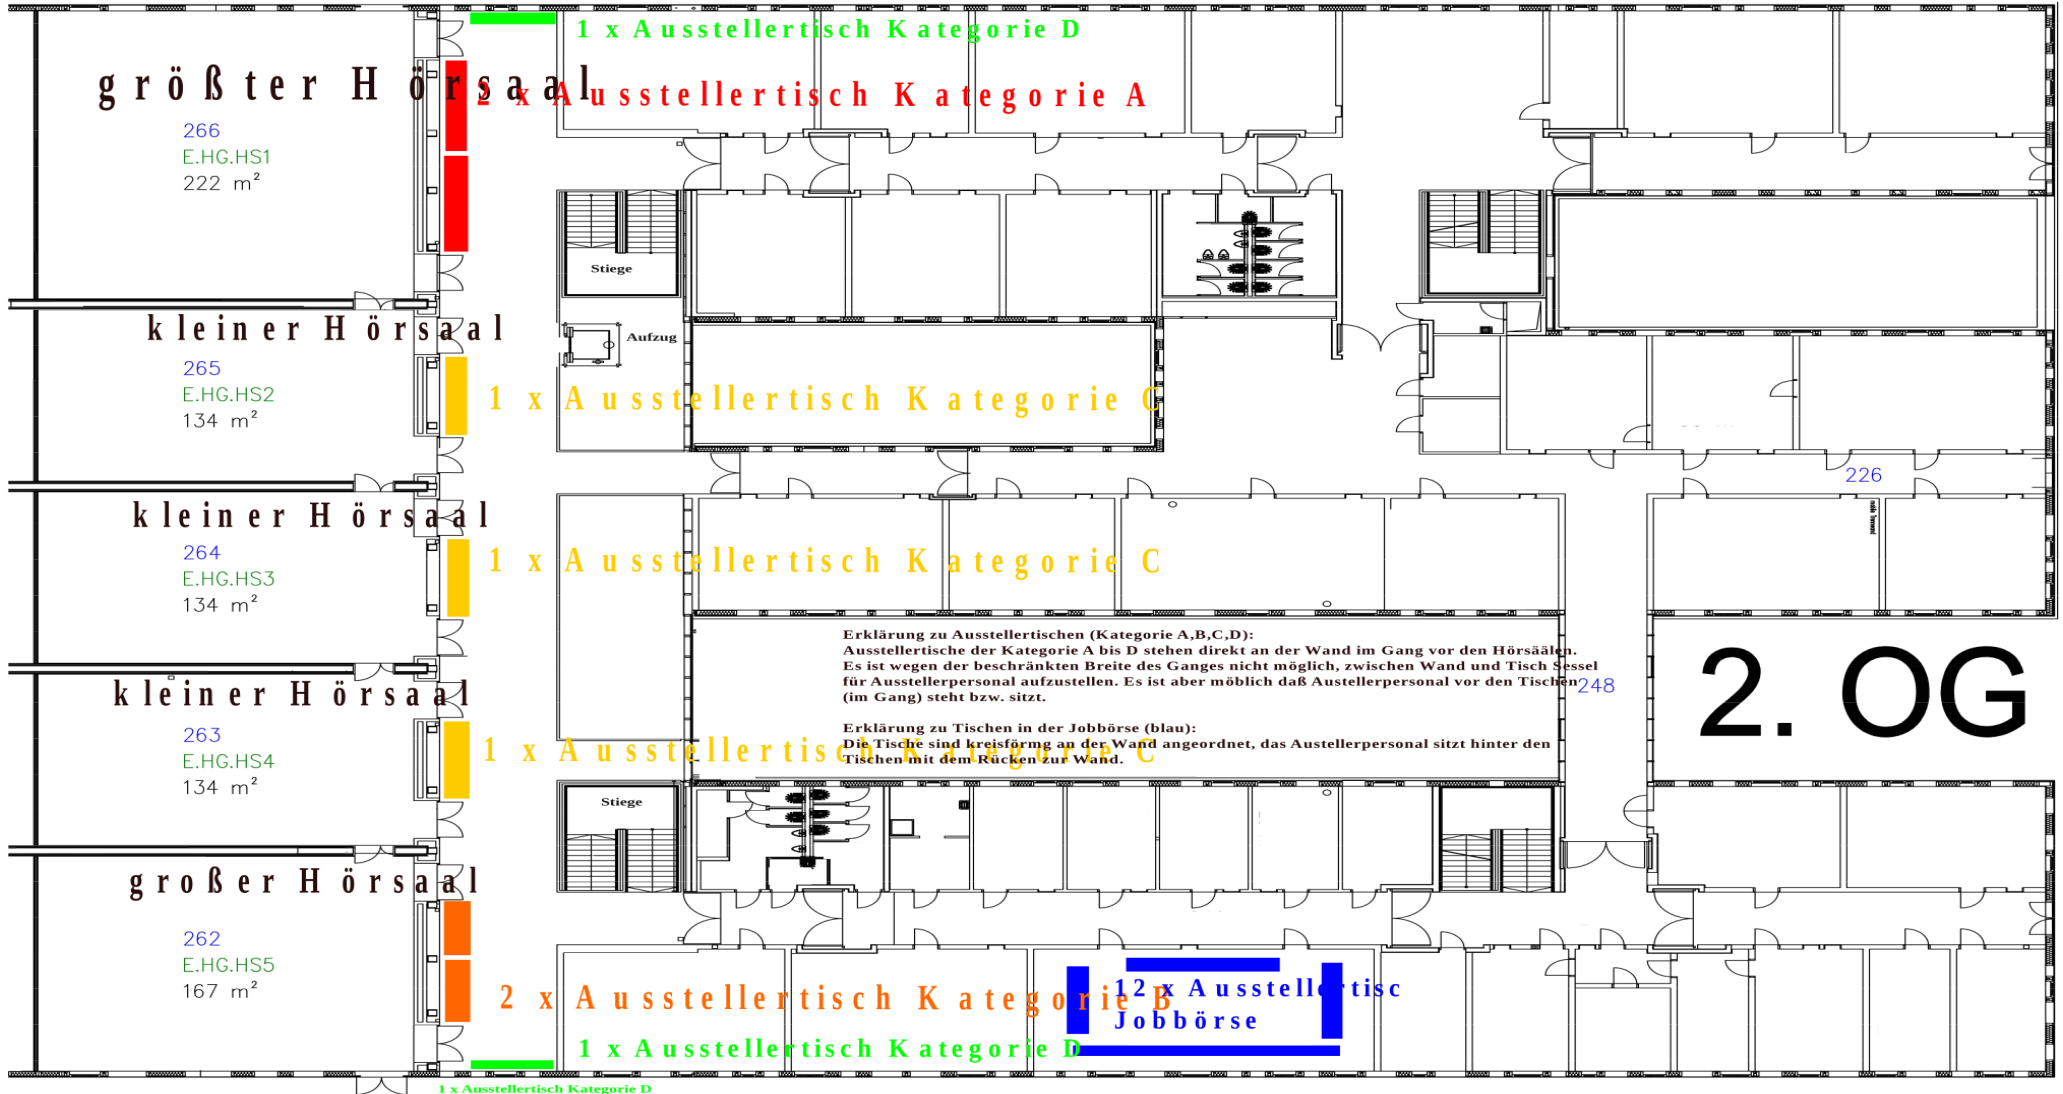 1 x Ausstellertisch Kategorie D
größter Hörsaal
2 x Ausstellertisch Kategorie A
266
E.HG.HS1
222 m²
Stiege
kleiner Hörsaal
Aufzug
265
E.HG.HS2
134 m²
1 x Ausstellertisch Kategorie C
226
kleiner Hörsaal
264
E.HG.HS3
134 m²
1 x Ausstellertisch Kategorie C
Erklärung zu Ausstellertischen (Kategorie A,B,C,D):
Ausstellertische der Kategorie A bis D stehen direkt an der Wand im Gang vor den Hörsäälen.
Es ist wegen der beschränkten Breite des Ganges nicht möglich, zwischen Wand und Tisch Sessel
für Ausstellerpersonal aufzustellen. Es ist aber möblich daß Austellerpersonal vor den Tischen
(im Gang) steht bzw. sitzt.
248
2. OG
kleiner Hörsaal
263
E.HG.HS4
134 m²
Erklärung zu Tischen in der Jobbörse (blau):
Die Tische sind kreisförmg an der Wand angeordnet, das Austellerpersonal sitzt hinter den
Tischen mit dem Rücken zur Wand.
1 x Ausstellertisch Kategorie C
Stiege
großer Hörsaal
262
E.HG.HS5
167 m²
2 x Ausstellertisch Kategorie B
12 x Ausstellertisc
Jobbörse
1 x Ausstellertisch Kategorie D
1 x Ausstellertisch Kategorie D